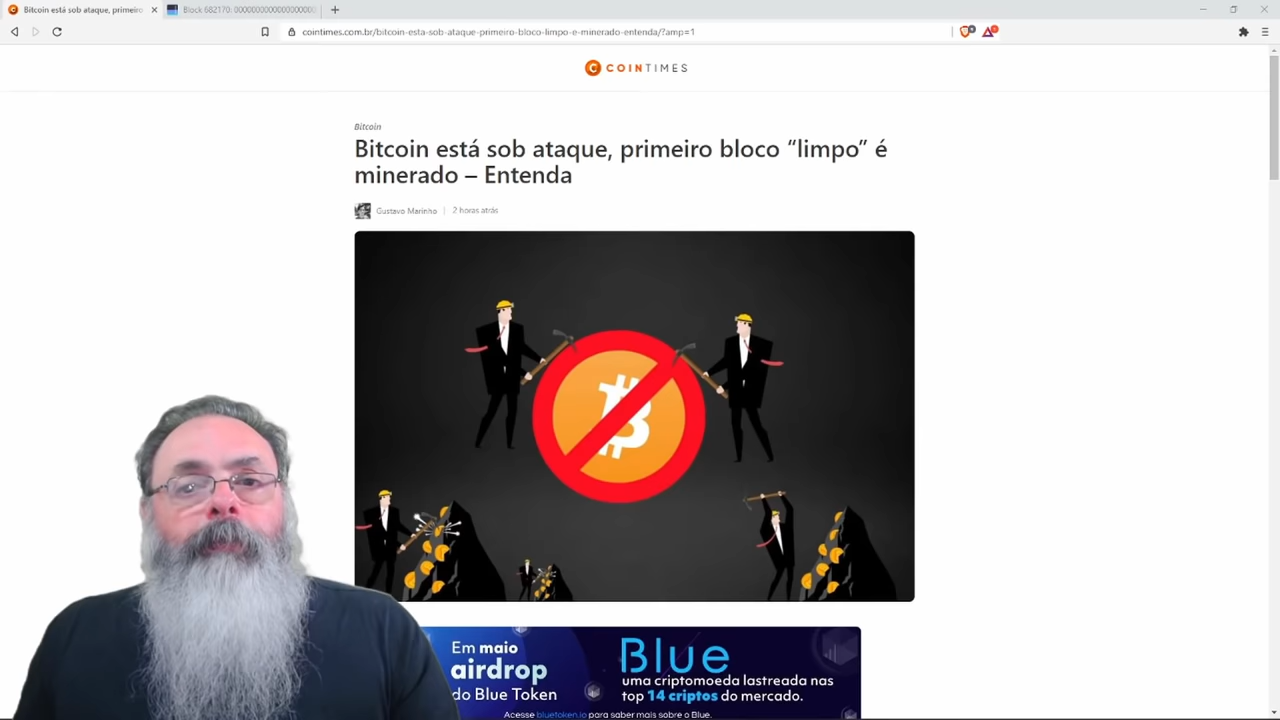 Bitcoin está sob ataque, primeiro
Block 682170: 00000000000000000
cointimes.com.br/bitcoin-esta-sob-ataque-primeiro-bloco-limpo-e-minerado-entenda/?amp=1
COINTIMES
Bitcoin
Bitcoin está sob ataque, primeiro bloco “limpo” é
minerado – Entenda
Gustavo Marinho | 2 horas atrás
Em maio
airdrop
do Blue Token
Blue
uma criptomoeda lastreada nas
top 14 criptos do mercado.
Acesse bluetoken.io para saber mais sobre o Blue.